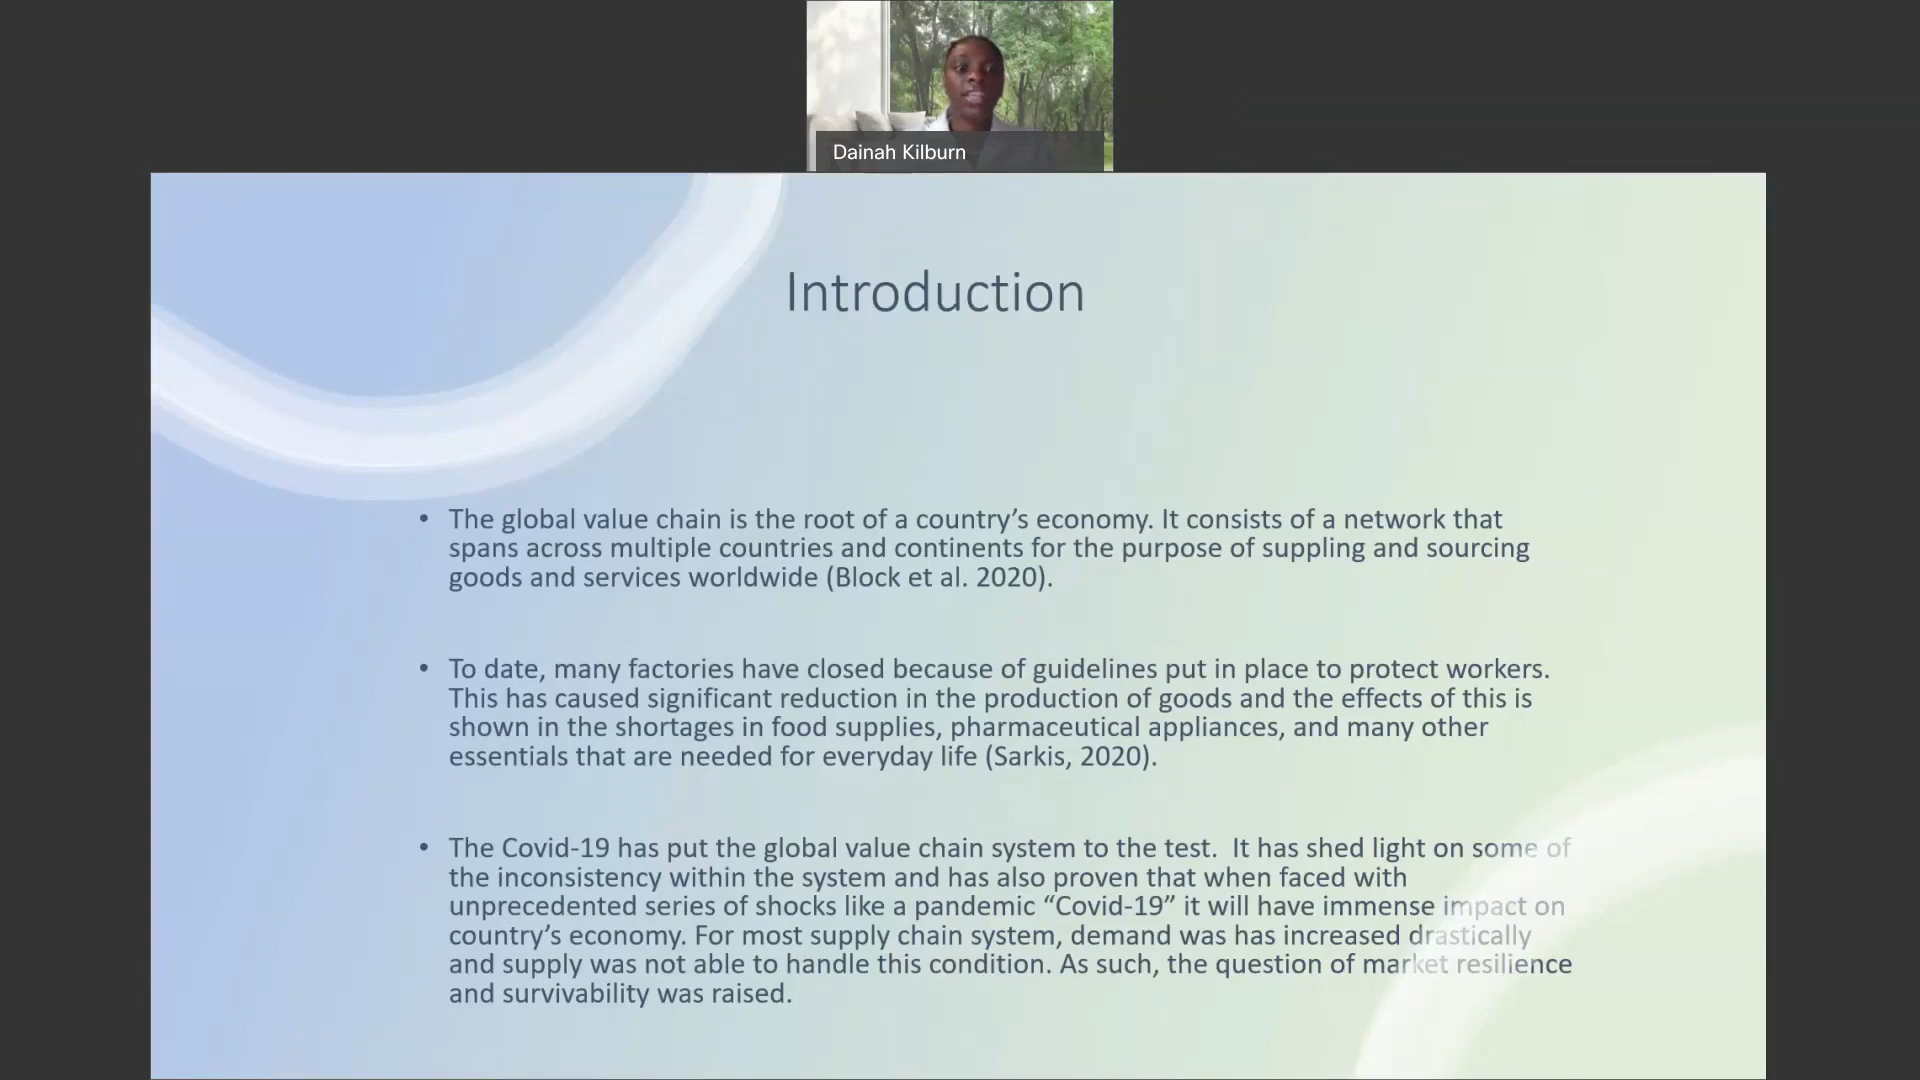 Dainah Kilburn
Introduction
• The global value chain is the root of a country’s economy. It consists of a network that
spans across multiple countries and continents for the purpose of suppling and sourcing
goods and services worldwide (Block et al. 2020).
• To date, many factories have closed because of guidelines put in place to protect workers.
This has caused significant reduction in the production of goods and the effects of this is
shown in the shortages in food supplies, pharmaceutical appliances, and many other
essentials that are needed for everyday life (Sarkis, 2020).
• The Covid-19 has put the global value chain system to the test.  It has shed light on some of
the inconsistency within the system and has also proven that when faced with
unprecedented series of shocks like a pandemic “Covid-19” it will have immense impact on
country’s economy. For most supply chain system, demand was has increased drastically
and supply was not able to handle this condition. As such, the question of market resilience
and survivability was raised.